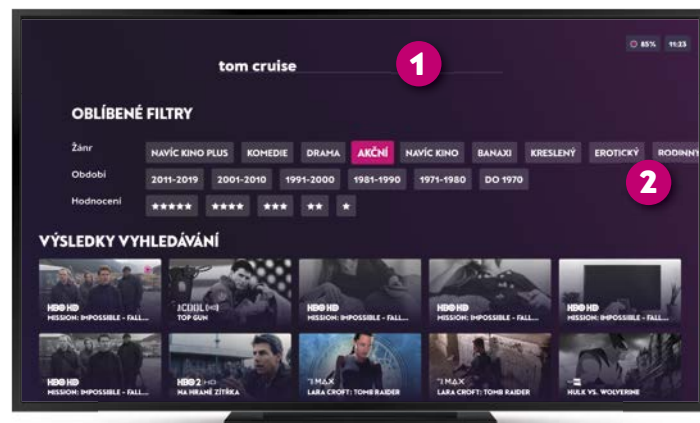 85% 11:23
tom cruise
1
OBLÍBENÉ FILTRY
Žánr NAVÍC KINO PLUS KOMEDIE DRAMA AKČNÍ NAVÍC KINO BANAXI KRESLENÝ EROTICKÝ RODINNÝ
Období 2011-2019 2001-2010 1991-2000 1981-1990 1971-1980 DO 1970
2
Hodnocení ★★★★★ ★★★★ ★★★ ★★ ★
VÝSLEDKY VYHLEDÁVÁNÍ
HBO HD JCOOL HD HBO HD HBO HD HBO HD
MISSION: IMPOSSIBLE - FALL... TOP GUN MISSION: IMPOSSIBLE - FALL... MISSION: IMPOSSIBLE - FALL... MISSION: IMPOSSIBLE - FALL...
HBO HD HBO 2 HD 1MAX 1MAX
MISSION: IMPOSSIBLE - FALL... NA HRANĚ ZÍTŘKA LARA CROFT: TOMB RAIDER LARA CROFT: TOMB RAIDER HULK VS. WOLVERINE